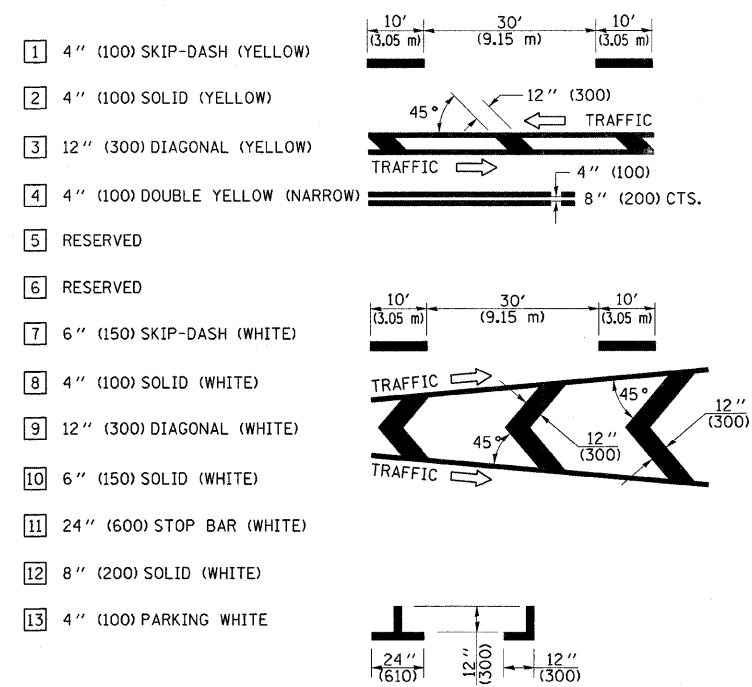 10' 30' 10'
(3.05 m) (9.15 m) (3.05 m)
1 4" (100) SKIP-DASH (YELLOW)
2 4" (100) SOLID (YELLOW)
45° 12" (300)
TRAFFIC
3 12" (300) DIAGONAL (YELLOW)
TRAFFIC
4" (100)
4 4" (100) DOUBLE YELLOW (NARROW)
8" (200) CTS.
5 RESERVED
6 RESERVED
10' 30' 10'
(3.05 m) (9.15 m) (3.05 m)
7 6" (150) SKIP-DASH (WHITE)
8 4" (100) SOLID (WHITE)
TRAFFIC
45°
12"
(300)
9 12" (300) DIAGONAL (WHITE)
45°
12"
(300)
TRAFFIC
10 6" (150) SOLID (WHITE)
11 24" (600) STOP BAR (WHITE)
12 8" (200) SOLID (WHITE)
13 4" (100) PARKING WHITE
24"
(610)
12"
(300)
12"
(300)